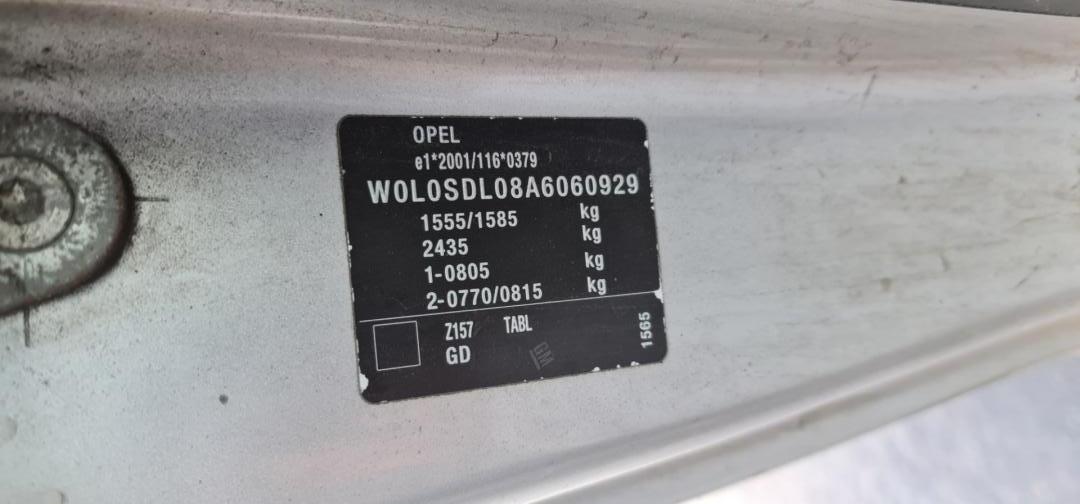 OPEL
e1*2001/116*0379
W0L0SDL08A6060929
1555/1585 kg
2435 kg
1-0805 kg
2-0770/0815 kg
Z157 TABL
GD
GM
1565